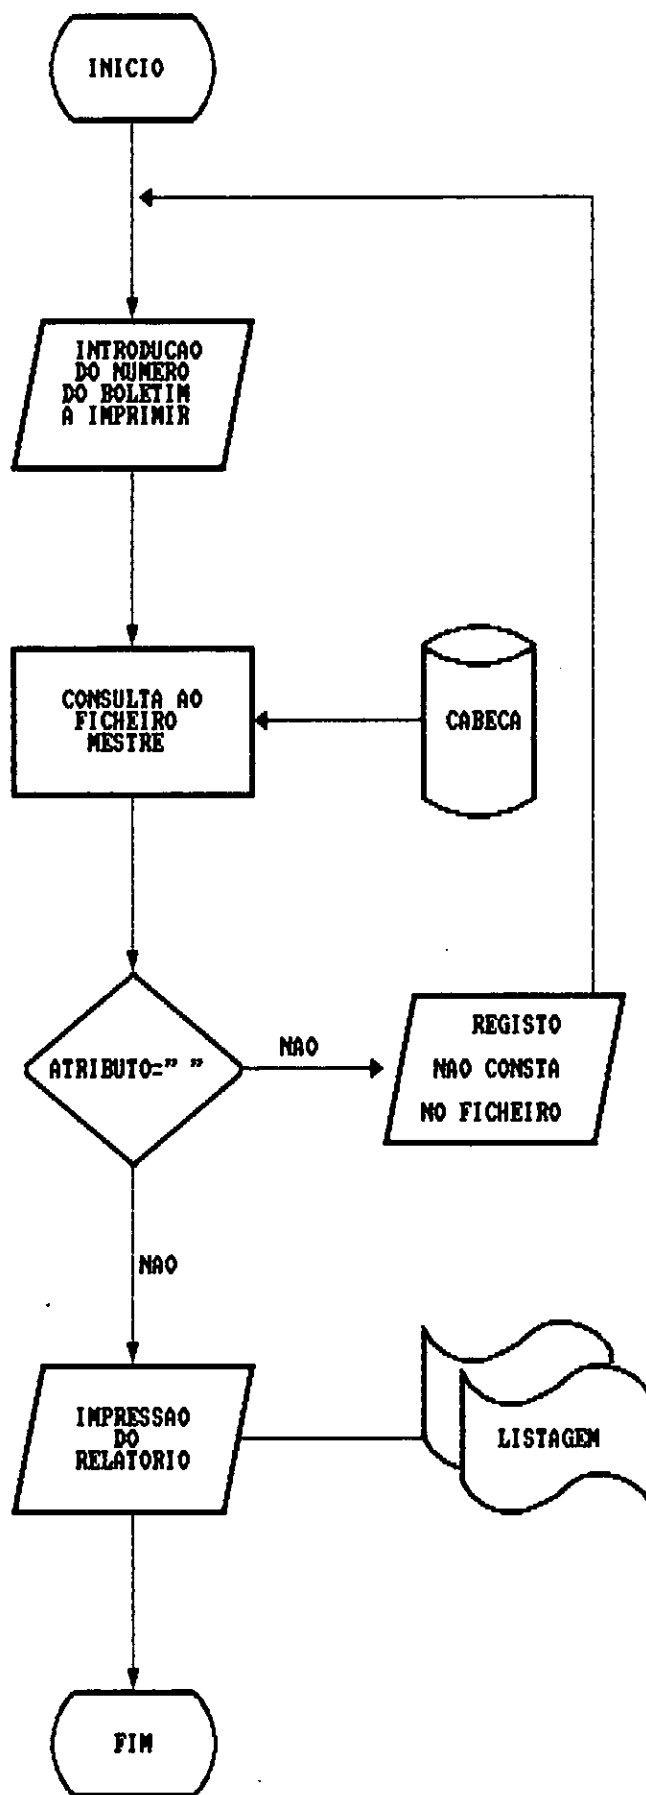 INICIO
INTRODUCAO
DO NUMERO
DO BOLETIM
A IMPRIMIR
CONSULTA AO
FICHEIRO
MESTRE
CABECA
ATRIBUTO=" "
NAO
REGISTO
NAO CONSTA
NO FICHEIRO
NAO
IMPRESSAO
DO
RELATORIO
LISTAGEM
FIM